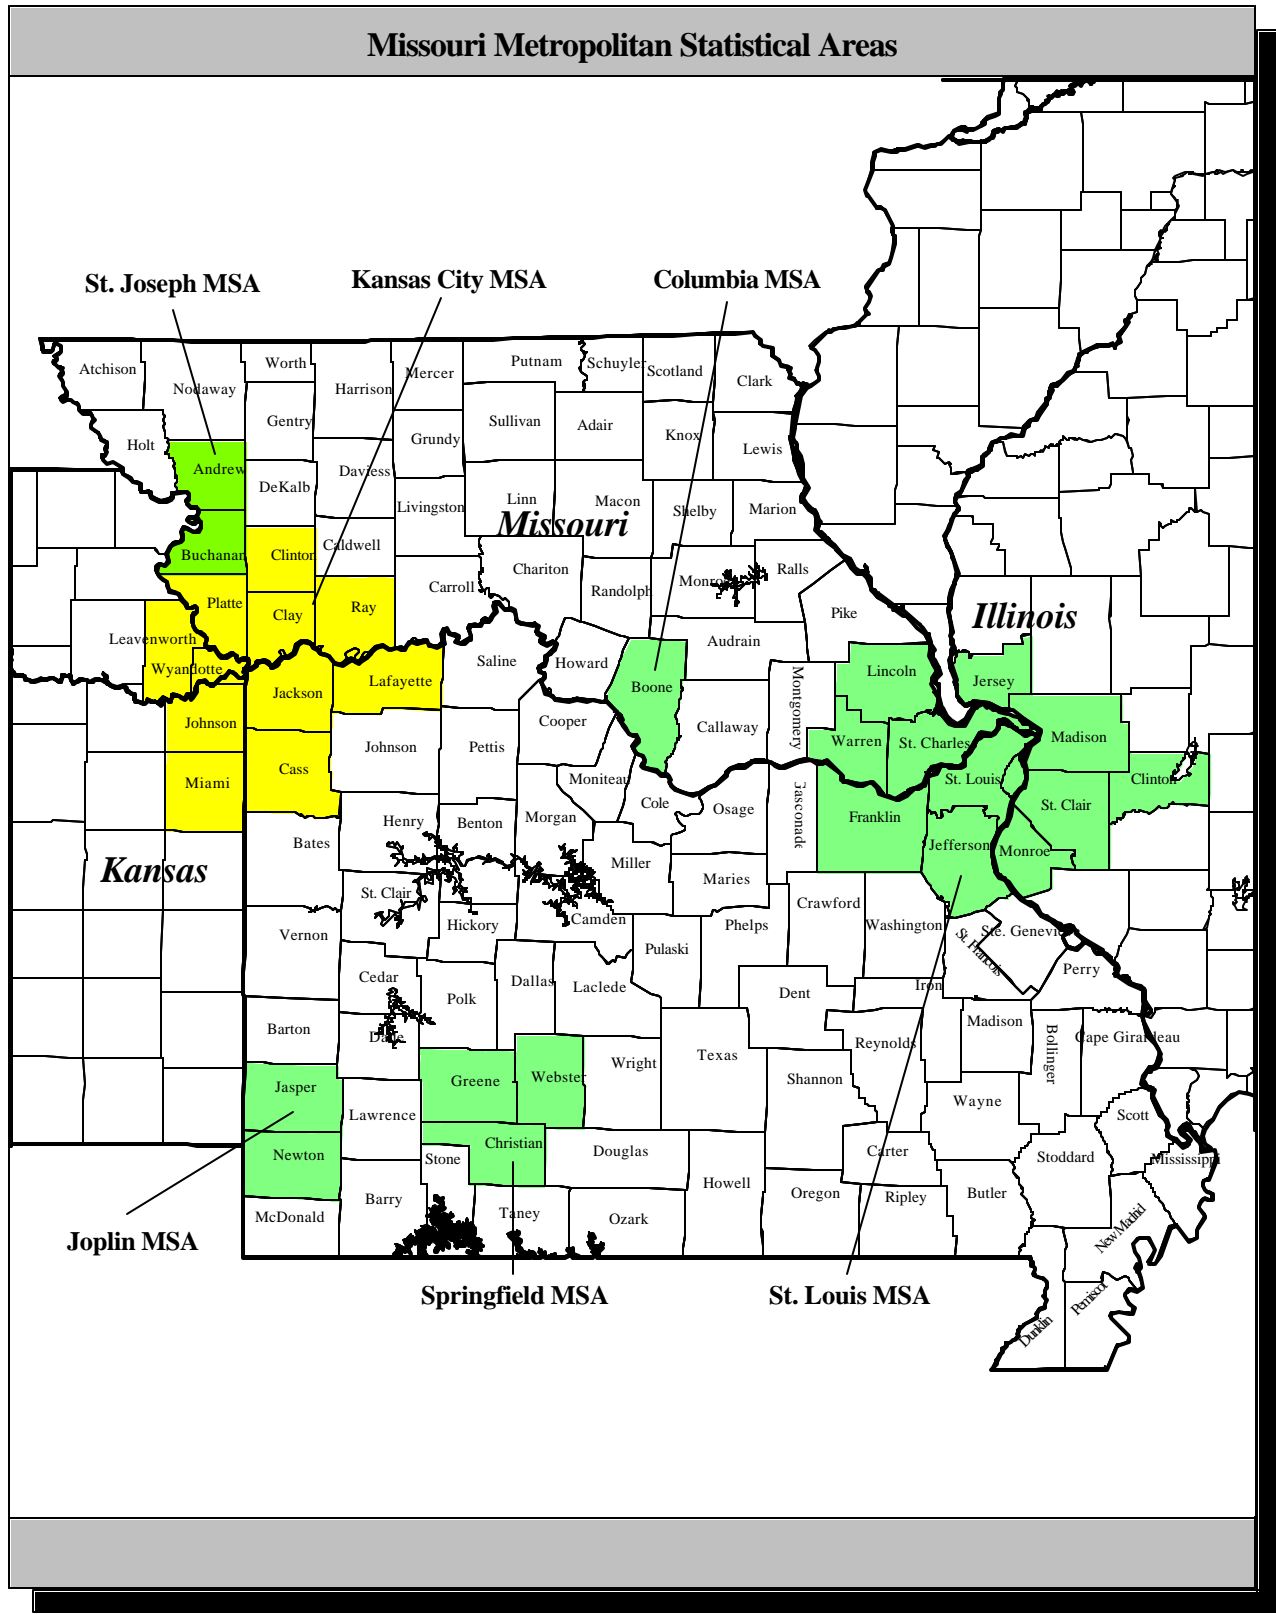 Missouri Metropolitan Statistical Areas
St. Joseph MSA
Kansas City MSA
Columbia MSA
Atchison
Nodaway
Worth
Harrison
Mercer
Putnam
Schuyler
Scotland
Clark
Holt
Gentry
Grundy
Sullivan
Adair
Knox
Lewis
Andrew
DeKalb
Daviess
Livingston
Linn
Macon
Shelby
Marion
Missouri
Buchanan
Clinton
Caldwell
Carroll
Chariton
Randolph
Monroe
Ralls
Platte
Clay
Ray
Pike
Illinois
Leavenworth
Wyandotte
Jackson
Lafayette
Saline
Howard
Boone
Audrain
Montgomery
Lincoln
Jersey
Johnson
Johnson
Pettis
Cooper
Callaway
Warren
St. Charles
Madison
Miami
Cass
Moniteau
Cole
Osage
Gasconade
St. Louis
Clinton
Franklin
St. Clair
Bates
Henry
Benton
Morgan
Miller
Jefferson
Monroe
Kansas
St. Clair
Maries
Vernon
Hickory
Camden
Pulaski
Phelps
Crawford
Washington
St. Francois
Ste. Genevieve
Perry
Cedar
Polk
Dallas
Laclede
Dent
Iron
Barton
Dade
Wright
Texas
Reynolds
Madison
Bollinger
Cape Girardeau
Jasper
Greene
Webster
Shannon
Wayne
Scott
Lawrence
Newton
Stone
Christian
Douglas
Carter
Stoddard
Mississippi
McDonald
Barry
Taney
Ozark
Howell
Oregon
Ripley
Butler
New Madrid
Joplin MSA
Springfield MSA
St. Louis MSA
Dunklin
Pemiscot